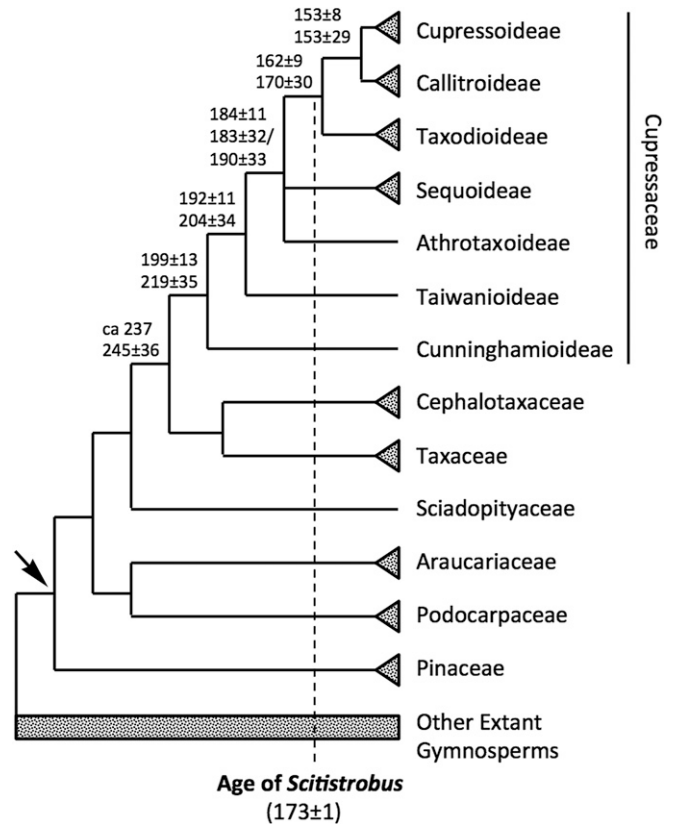 153±8
153±29
Cupressoideae
162±9
170±30
Callitroideae
184±11
183±32/
190±33
Taxodioideae
Cupressaceae
192±11
204±34
Sequoideae
Athrotaxoideae
199±13
219±35
Taiwanioideae
ca 237
245±36
Cunninghamioideae
Cephalotaxaceae
Taxaceae
Sciadopityaceae
Araucariaceae
Podocarpaceae
Pinaceae
Other Extant
Gymnosperms
Age of Scitistrobus
(173±1)